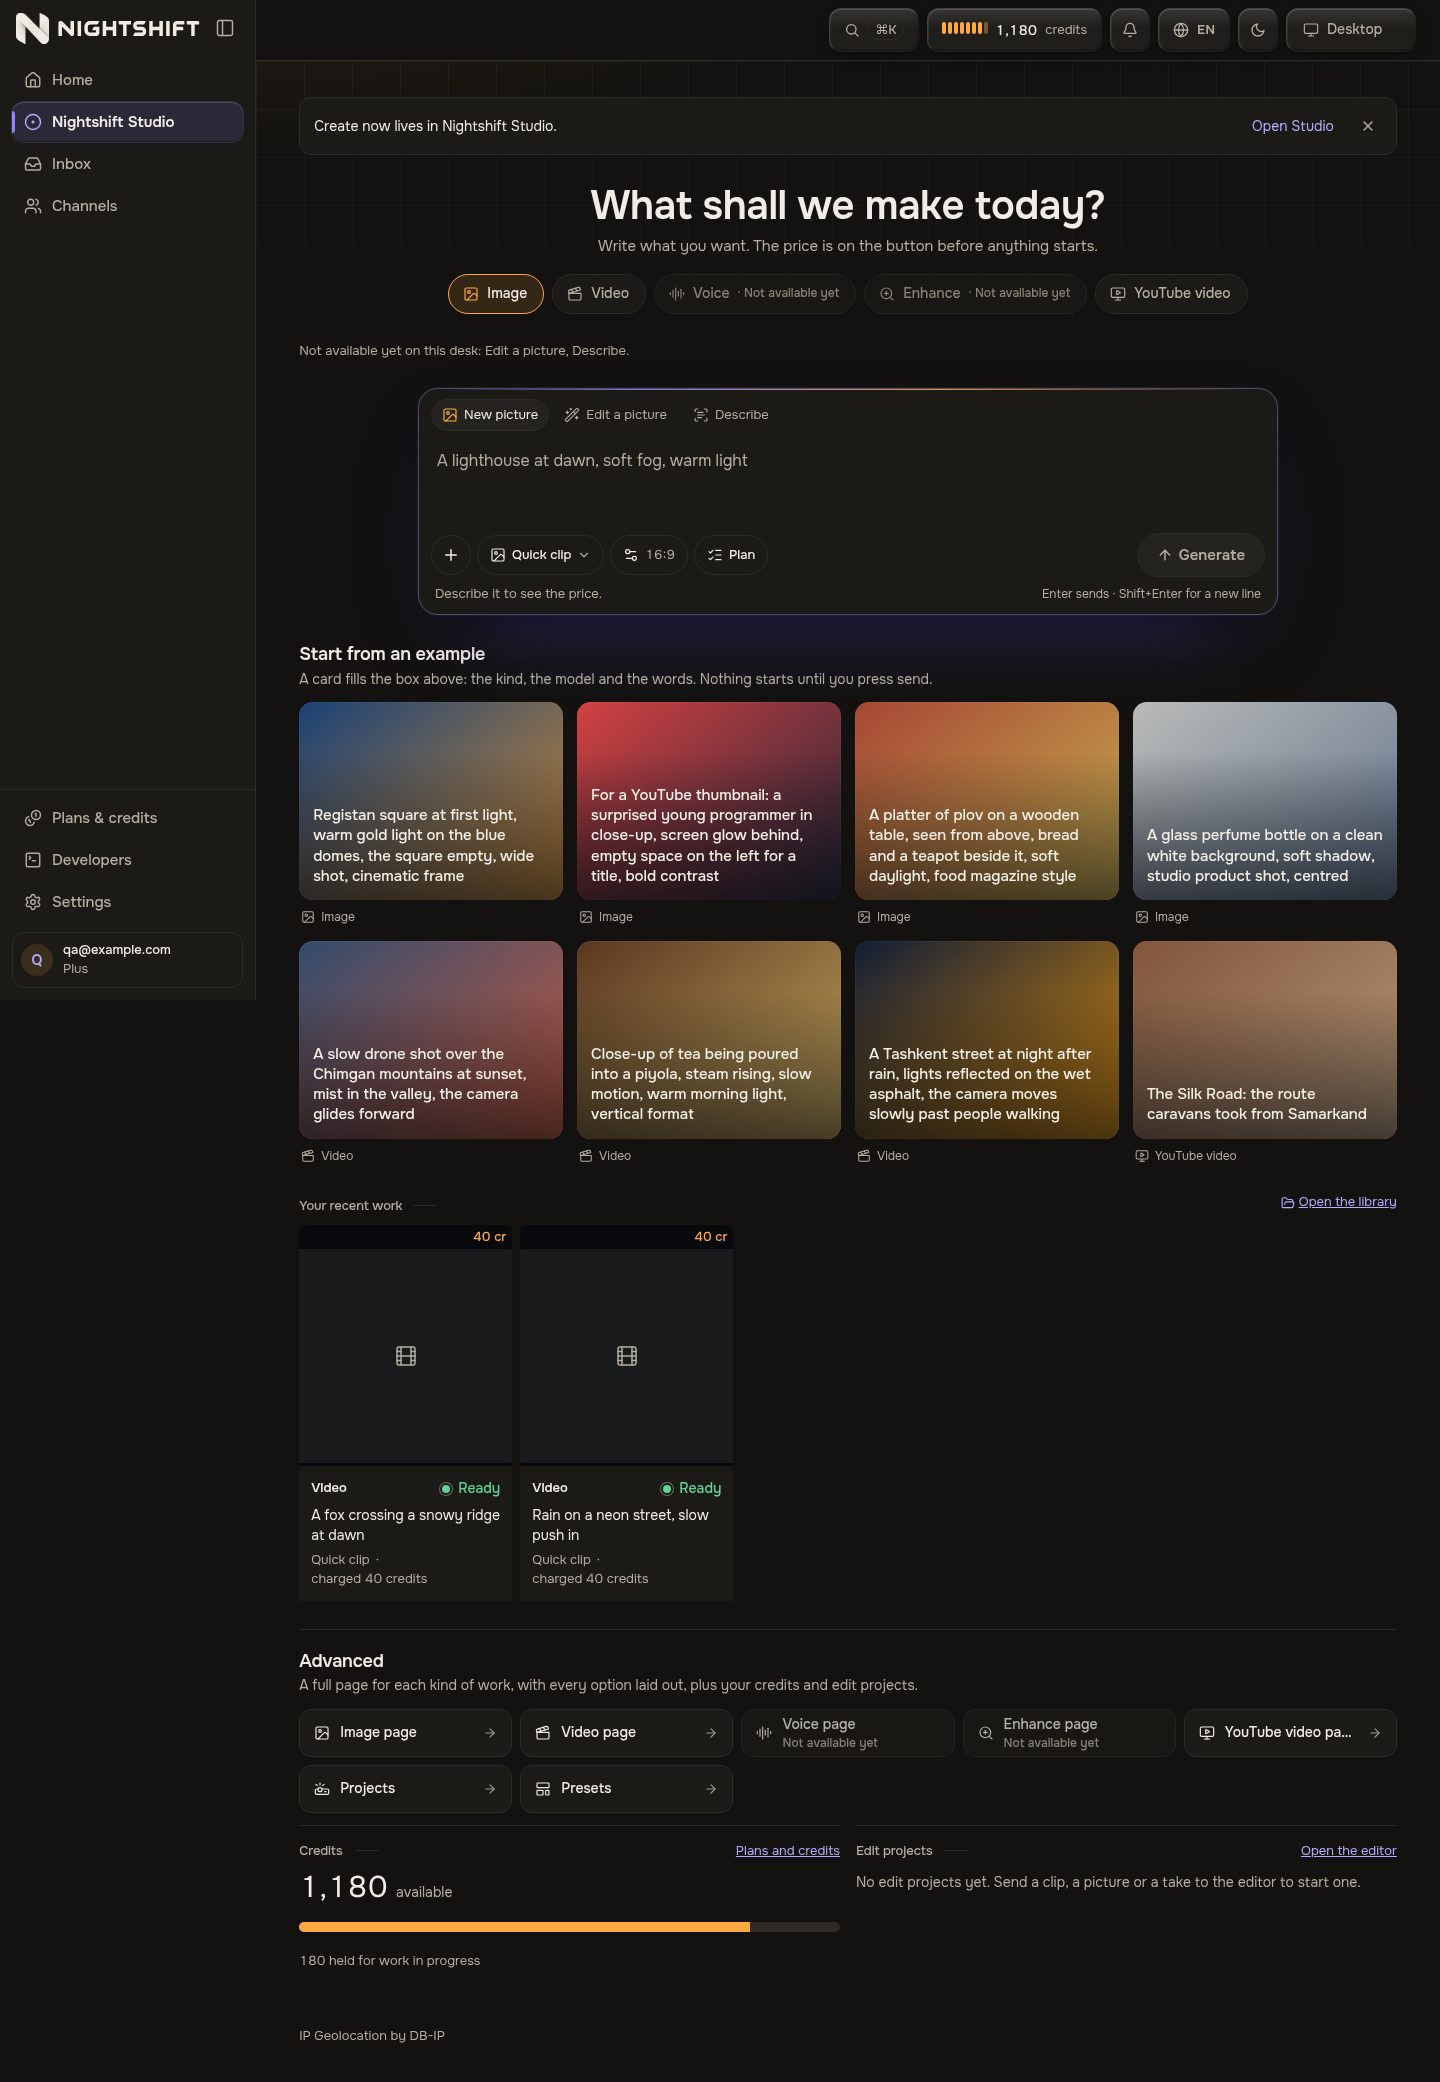 NIGHTSHIFT
⌘K
1,180 credits
EN
Desktop
Home
Nightshift Studio
Inbox
Channels
Plans & credits
Developers
Settings
Q
qa@example.com
Plus
Create now lives in Nightshift Studio.
Open Studio
What shall we make today?
Write what you want. The price is on the button before anything starts.
Image
Video
Voice · Not available yet
Enhance · Not available yet
YouTube video
Not available yet on this desk: Edit a picture, Describe.
New picture
Edit a picture
Describe
A lighthouse at dawn, soft fog, warm light
Quick clip
16:9
Plan
Generate
Describe it to see the price.
Enter sends · Shift+Enter for a new line
Start from an example
A card fills the box above: the kind, the model and the words. Nothing starts until you press send.
Registan square at first light,
warm gold light on the blue
domes, the square empty, wide
shot, cinematic frame
Image
For a YouTube thumbnail: a
surprised young programmer in
close-up, screen glow behind,
empty space on the left for a
title, bold contrast
Image
A platter of plov on a wooden
table, seen from above, bread
and a teapot beside it, soft
daylight, food magazine style
Image
A glass perfume bottle on a clean
white background, soft shadow,
studio product shot, centred
Image
A slow drone shot over the
Chimgan mountains at sunset,
mist in the valley, the camera
glides forward
Video
Close-up of tea being poured
into a piyola, steam rising, slow
motion, warm morning light,
vertical format
Video
A Tashkent street at night after
rain, lights reflected on the wet
asphalt, the camera moves
slowly past people walking
Video
The Silk Road: the route
caravans took from Samarkand
YouTube video
Your recent work
Open the library
40 cr
Video
Ready
A fox crossing a snowy ridge
at dawn
Quick clip ·
charged 40 credits
40 cr
Video
Ready
Rain on a neon street, slow
push in
Quick clip ·
charged 40 credits
Advanced
A full page for each kind of work, with every option laid out, plus your credits and edit projects.
Image page
Video page
Voice page
Not available yet
Enhance page
Not available yet
YouTube video pa...
Projects
Presets
Credits
Plans and credits
1,180 available
180 held for work in progress
Edit projects
Open the editor
No edit projects yet. Send a clip, a picture or a take to the editor to start one.
IP Geolocation by DB-IP